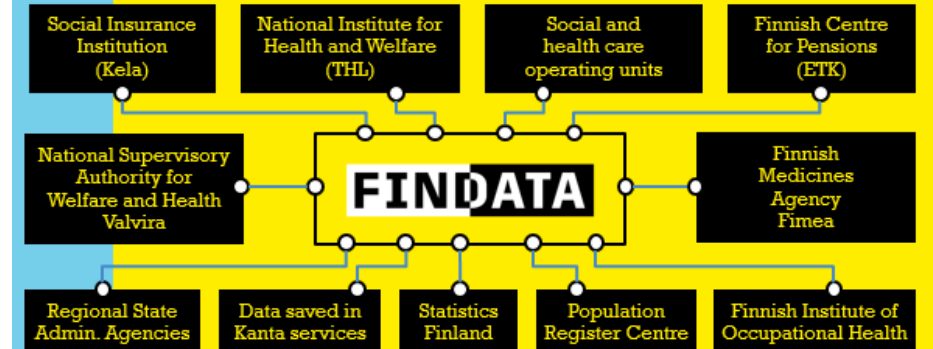 Social Insurance
Institution
(Kela)
National Institute for
Health and Welfare
(THL)
Social and
health care
operating units
Finnish Centre
for Pensions
(ETK)
National Supervisory
Authority for
Welfare and Health
Valvira
FINDATA
Finnish
Medicines
Agency
Fimea
Regional State
Admin. Agencies
Data saved in
Kanta services
Statistics
Finland
Population
Register Centre
Finnish Institute of
Occupational Health